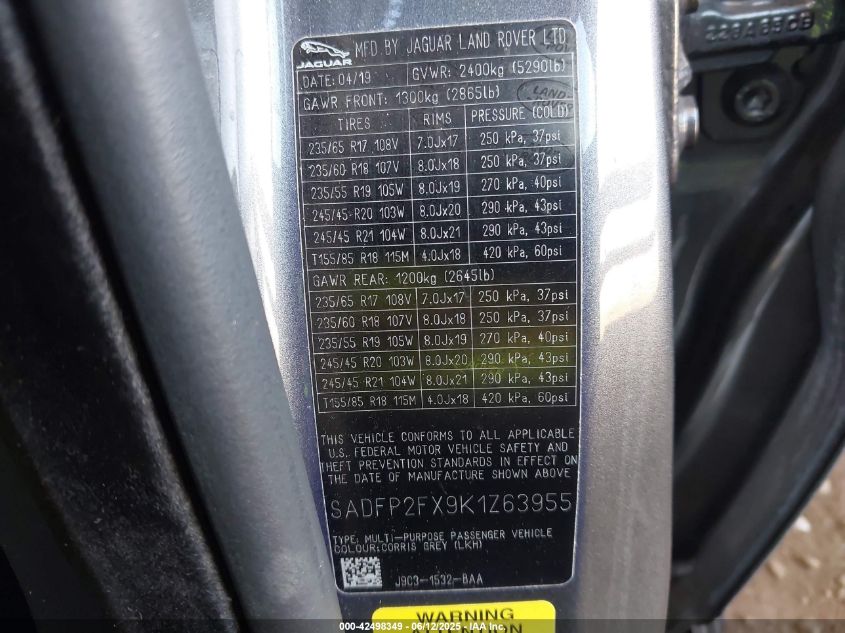 JAGUAR
MFD BY JAGUAR LAND ROVER LTD
DATE: 04/19 GVWR: 2400kg (5290lb)
GAWR FRONT: 1300kg (2865lb)
TIRES RIMS PRESSURE (COLD)
235/65 R17 108V 7.0Jx17 250 kPa, 37psi
235/60 R18 107V 8.0Jx18 250 kPa, 37psi
235/55 R19 105W 8.0Jx19 270 kPa, 40psi
245/45 R20 103W 8.0Jx20 290 kPa, 43psi
245/45 R21 104W 8.0Jx21 290 kPa, 43psi
T155/85 R18 115M 4.0Jx18 420 kPa, 60psi
GAWR REAR: 1200kg (2645lb)
235/65 R17 108V 7.0Jx17 250 kPa, 37psi
235/60 R18 107V 8.0Jx18 250 kPa, 37psi
235/55 R19 105W 8.0Jx19 270 kPa, 40psi
245/45 R20 103W 8.0Jx20 290 kPa, 43psi
245/45 R21 104W 8.0Jx21 290 kPa, 43psi
T155/85 R18 115M 4.0Jx18 420 kPa, 60psi
THIS VEHICLE CONFORMS TO ALL APPLICABLE
U.S. FEDERAL MOTOR VEHICLE SAFETY AND
THEFT PREVENTION STANDARDS IN EFFECT ON
THE DATE OF MANUFACTURE SHOWN ABOVE
SADFP2FX9K1Z63955
TYPE: MULTI-PURPOSE PASSENGER VEHICLE
COLOUR:CORRIS GREY (LKH)
J9C3-1532-BAA
WARNING
ATTENTION
000-42498349 - 06/12/2025 - IAA Inc.